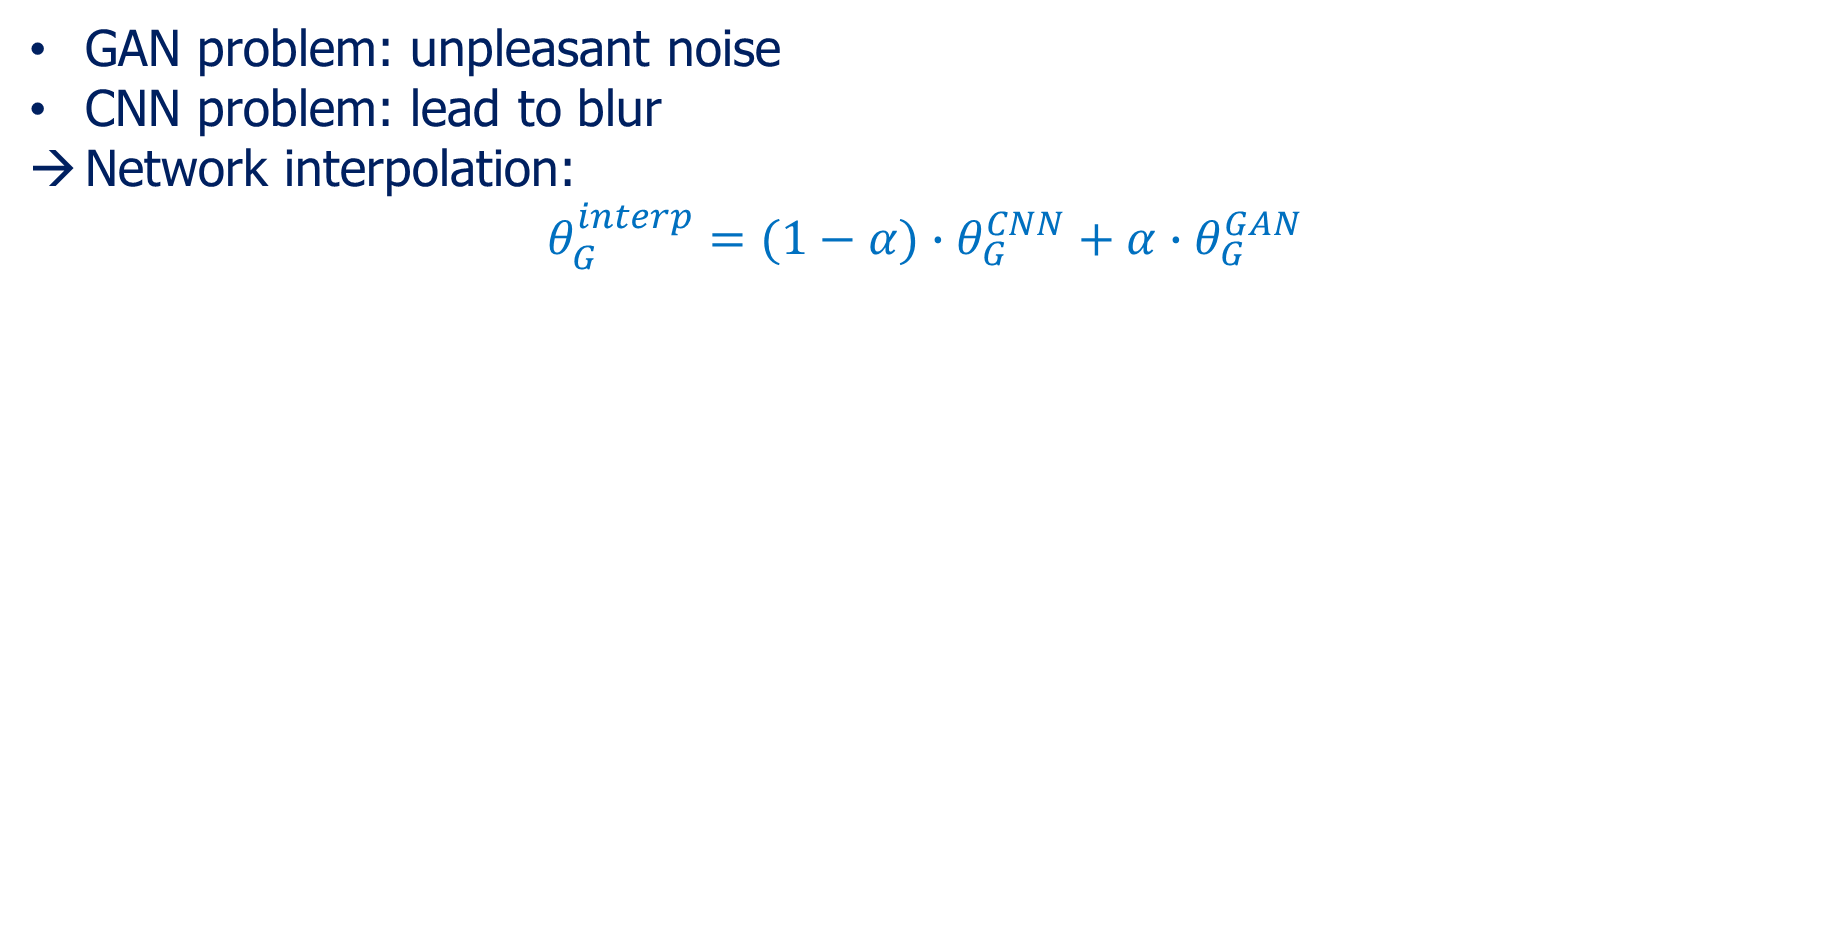 • GAN problem: unpleasant noise
• CNN problem: lead to blur
→ Network interpolation:
θ_G^{interp} = (1 − α) · θ_G^{CNN} + α · θ_G^{GAN}